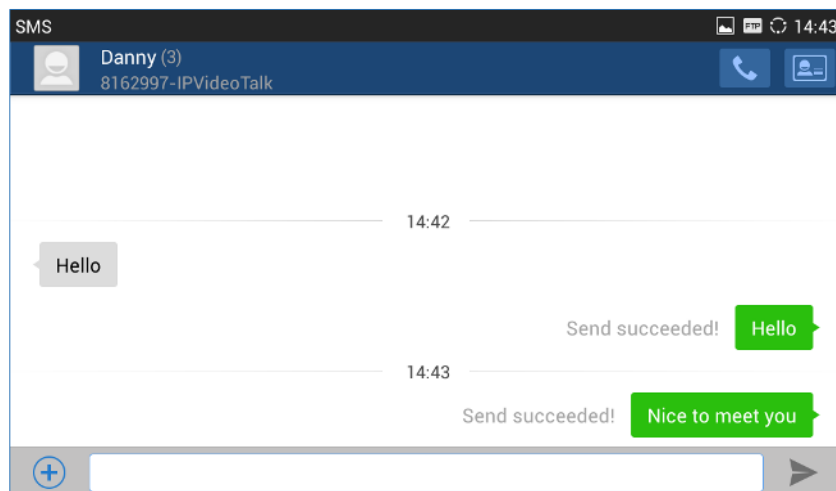 SMS FTP 14:43
Danny (3)
8162997-IPVideoTalk
14:42
Hello
Send succeeded! Hello
14:43
Send succeeded! Nice to meet you